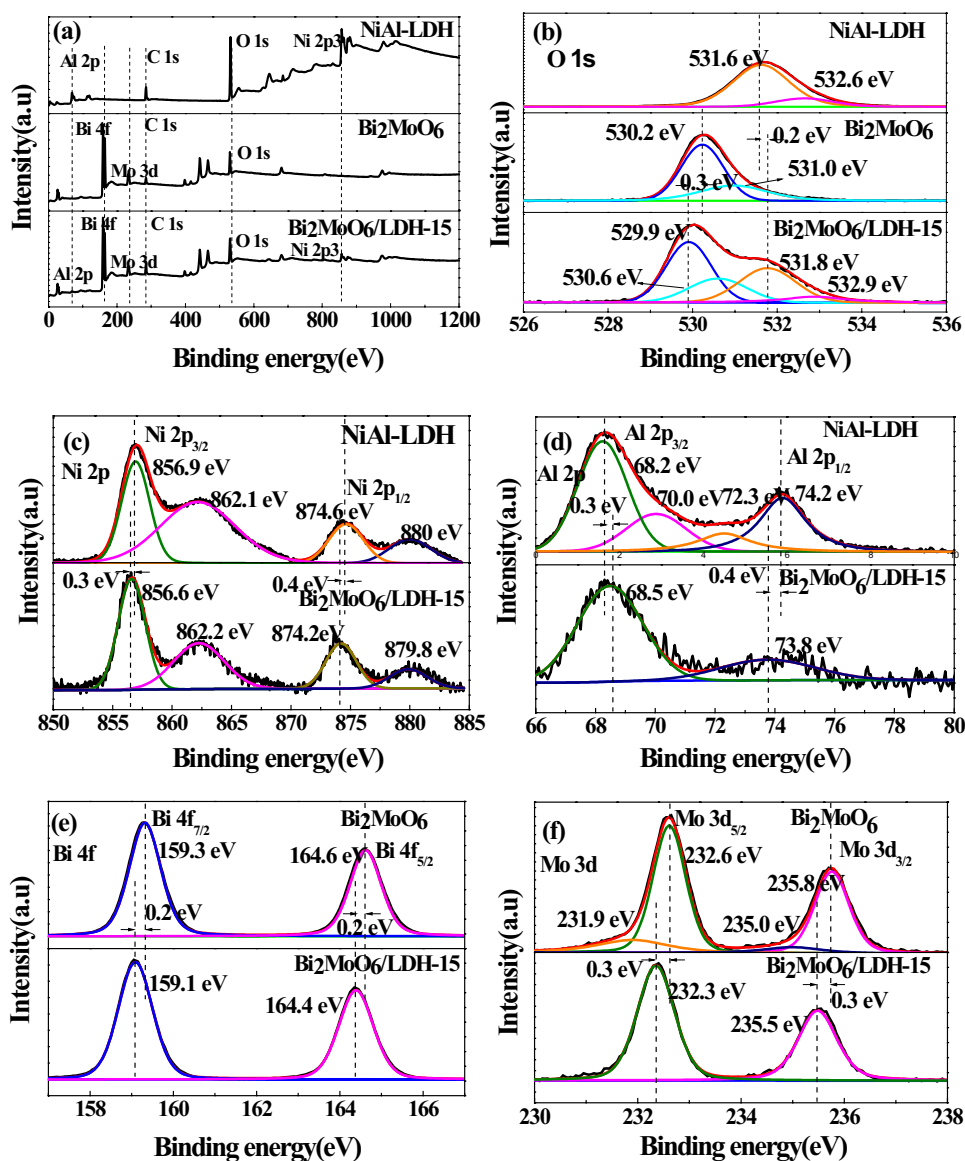 (a)
NiAl-LDH
Al 2p
C 1s
O 1s
Ni 2p3
Bi 4f
C 1s
Bi₂MoO₆
Mo 3d
O 1s
Bi 4f
C 1s
Bi₂MoO₆/LDH-15
Al 2p
Mo 3d
O 1s
Ni 2p3
0 200 400 600 800 1000 1200
Binding energy(eV)
Intensity(a.u)
(b)
NiAl-LDH
O 1s
531.6 eV
532.6 eV
Bi₂MoO₆
530.2 eV
0.2 eV
531.0 eV
0.3 eV
Bi₂MoO₆/LDH-15
529.9 eV
530.6 eV
531.8 eV
532.9 eV
526 528 530 532 534 536
Binding energy(eV)
Intensity(a.u)
(c)
NiAl-LDH
Ni 2p₃/₂
Ni 2p
856.9 eV
862.1 eV
Ni 2p₁/₂
874.6 eV
880 eV
0.3 eV
0.4 eV
Bi₂MoO₆/LDH-15
856.6 eV
862.2 eV
874.2eV
879.8 eV
850 855 860 865 870 875 880 885
Binding energy(eV)
Intensity(a.u)
(d)
NiAl-LDH
Al 2p₃/₂
Al 2p
68.2 eV
Al 2p₁/₂
0.3 eV
70.0 eV
72.3 eV
74.2 eV
0 2 4 6 8 10
Bi₂MoO₆/LDH-15
0.4 eV
68.5 eV
73.8 eV
66 68 70 72 74 76 78 80
Binding energy(eV)
Intensity(a.u)
(e)
Bi 4f₇/₂
Bi₂MoO₆
Bi 4f
159.3 eV
164.6 eV
Bi 4f₅/₂
0.2 eV
0.2 eV
Bi₂MoO₆/LDH-15
159.1 eV
164.4 eV
158 160 162 164 166
Binding energy(eV)
Intensity(a.u)
(f)
Mo 3d₅/₂
Bi₂MoO₆
Mo 3d
232.6 eV
Mo 3d₃/₂
235.8 eV
231.9 eV
235.0 eV
Bi₂MoO₆/LDH-15
0.3 eV
232.3 eV
0.3 eV
235.5 eV
230 232 234 236 238
Binding energy(eV)
Intensity(a.u)